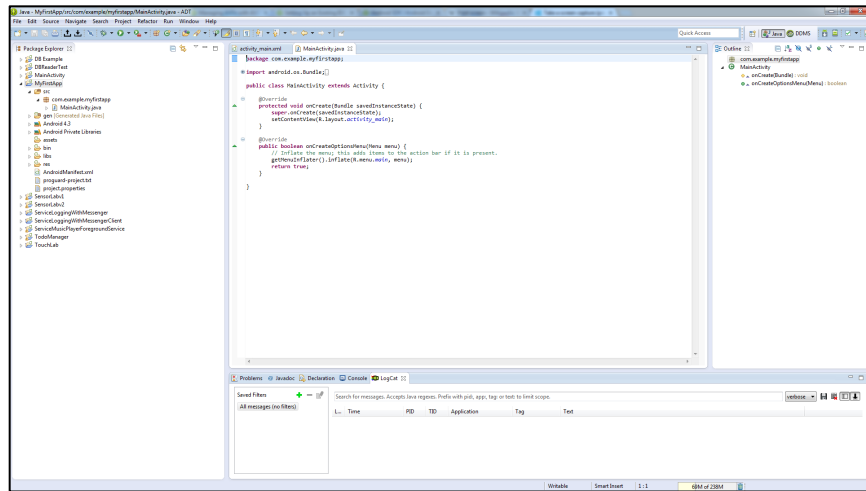 Java - MyFirstApp/src/com/example/myfirstapp/MainActivity.java - ADT
File Edit Source Navigate Search Project Refactor Run Window Help
Quick Access
Java
DDMS
Package Explorer
DB Example
DBReaderTest
MainActivity
MyFirstApp
src
com.example.myfirstapp
MainActivity.java
gen [Generated Java Files]
Android 4.3
Android Private Libraries
assets
bin
libs
res
AndroidManifest.xml
proguard-project.txt
project.properties
SensorLabv1
SensorLabv2
ServiceLoggingWithMessenger
ServiceLoggingWithMessengerClient
ServiceMusicPlayerForegroundService
TodoManager
TouchLab
activity_main.xml
MainActivity.java
package com.example.myfirstapp;
import android.os.Bundle;
public class MainActivity extends Activity {
@Override
protected void onCreate(Bundle savedInstanceState) {
super.onCreate(savedInstanceState);
setContentView(R.layout.activity_main);
}
@Override
public boolean onCreateOptionsMenu(Menu menu) {
// Inflate the menu; this adds items to the action bar if it is present.
getMenuInflater().inflate(R.menu.main, menu);
return true;
}
}
Outline
com.example.myfirstapp
MainActivity
onCreate(Bundle) : void
onCreateOptionsMenu(Menu) : boolean
Problems @ Javadoc Declaration Console LogCat
Saved Filters
All messages (no filters)
Search for messages. Accepts Java regexes. Prefix with pid:, app:, tag: or text: to limit scope.
verbose
L... Time PID TID Application Tag Text
Writable Smart Insert 1 : 1